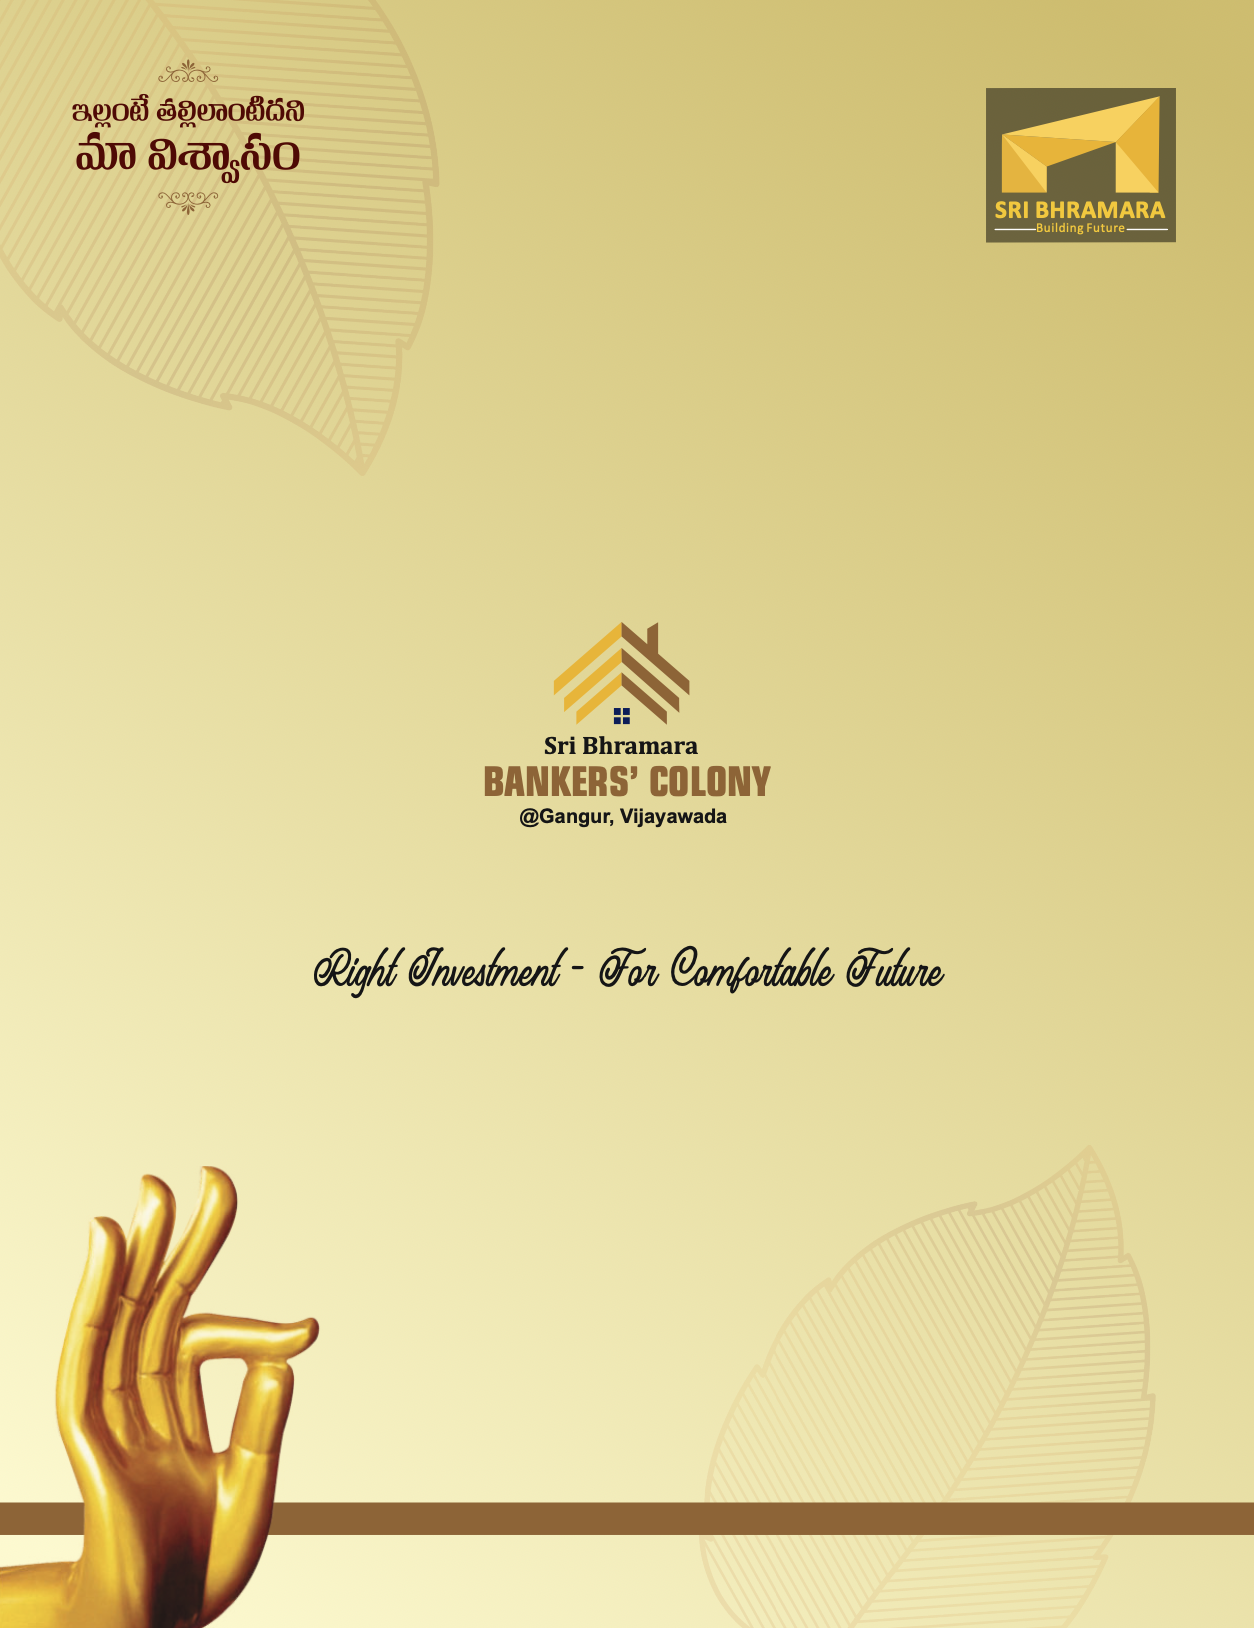 ఇల్లంటే తల్లిలాంటిదని
మా విశ్వాసం
SRI BHRAMARA
Building Future
Sri Bhramara
BANKERS’ COLONY
@Gangur, Vijayawada
Right Investment - For Comfortable Future